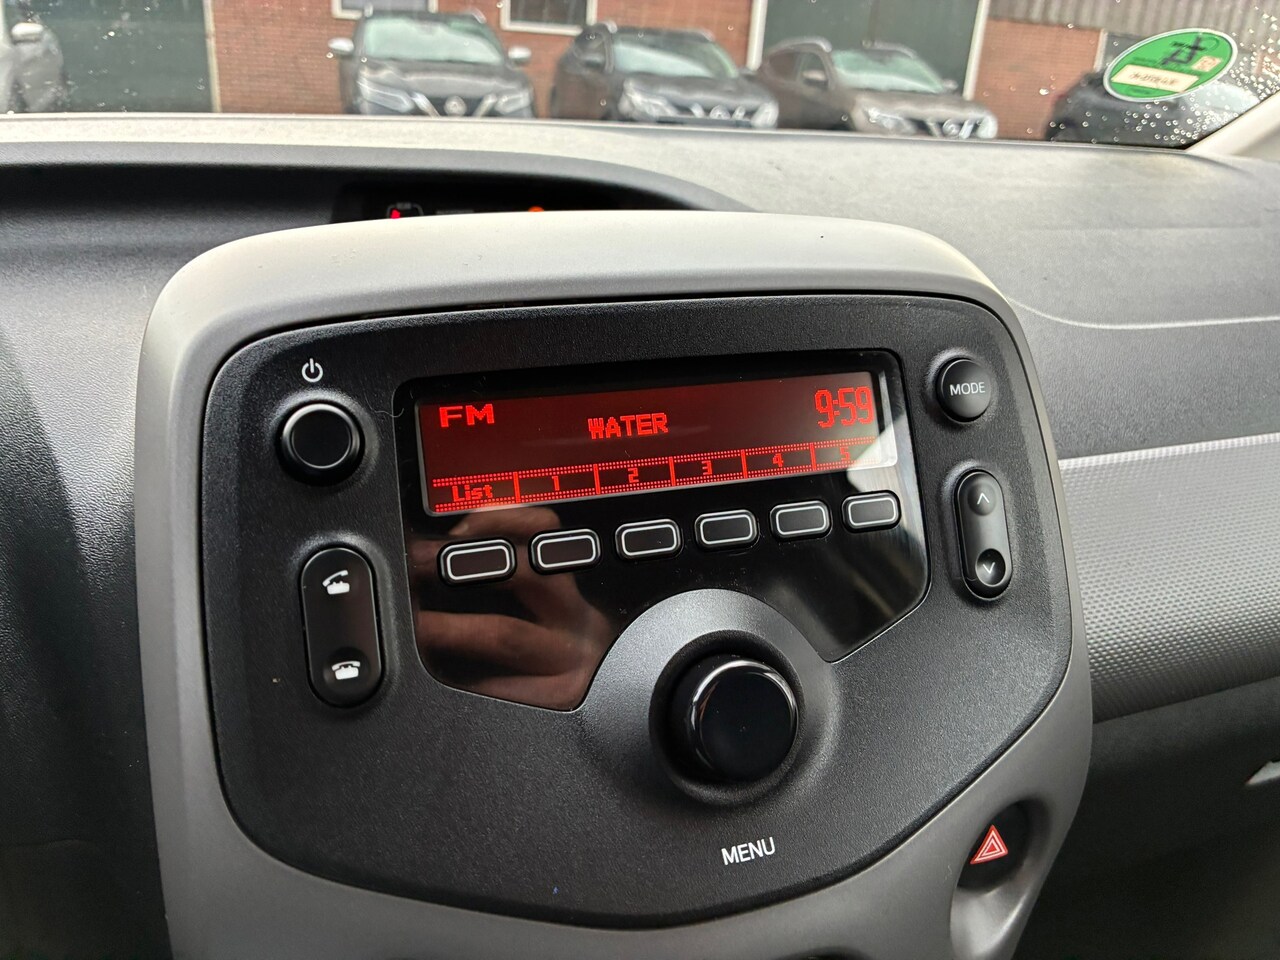 FM
WATER
9:59
List 1 2 3 4 5
MODE
MENU